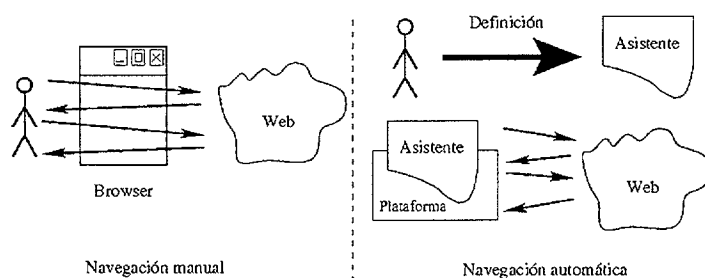 Browser
Web
Navegación manual
Definición
Asistente
Asistente
Plataforma
Web
Navegación automática